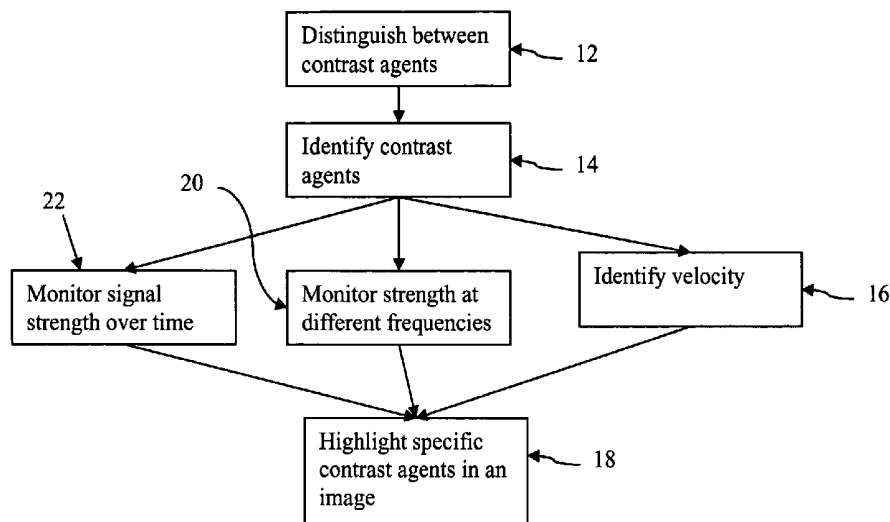 Distinguish between
contrast agents
12
Identify contrast
agents
14
20
22
Monitor signal
strength over time
Monitor strength at
different frequencies
Identify velocity
16
Highlight specific
contrast agents in an
image
18